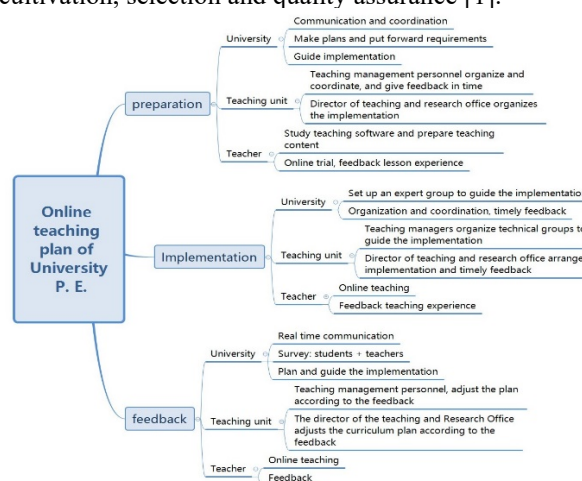 cultivation, selection and quality assurance [1].
Online
teaching
plan of
University
P. E.
preparation
University
Communication and coordination
Make plans and put forward requirements
Guide implementation
Teaching unit
Teaching management personnel organize and
coordinate, and give feedback in time
Director of teaching and research office organizes
the implementation
Teacher
Study teaching software and prepare teaching
content
Online trial, feedback lesson experience
Implementation
University
Set up an expert group to guide the implementatio
Organization and coordination, timely feedback
Teaching unit
Teaching managers organize technical groups to
guide the implementation
Director of teaching and research office arrange
implementation and timely feedback
Teacher
Online teaching
Feedback teaching experience
feedback
University
Real time communication
Survey: students + teachers
Plan and guide the implementation
Teaching unit
Teaching management personnel, adjust the plan
according to the feedback
The director of the teaching and Research Office
adjusts the curriculum plan according to the
feedback
Teacher
Online teaching
Feedback